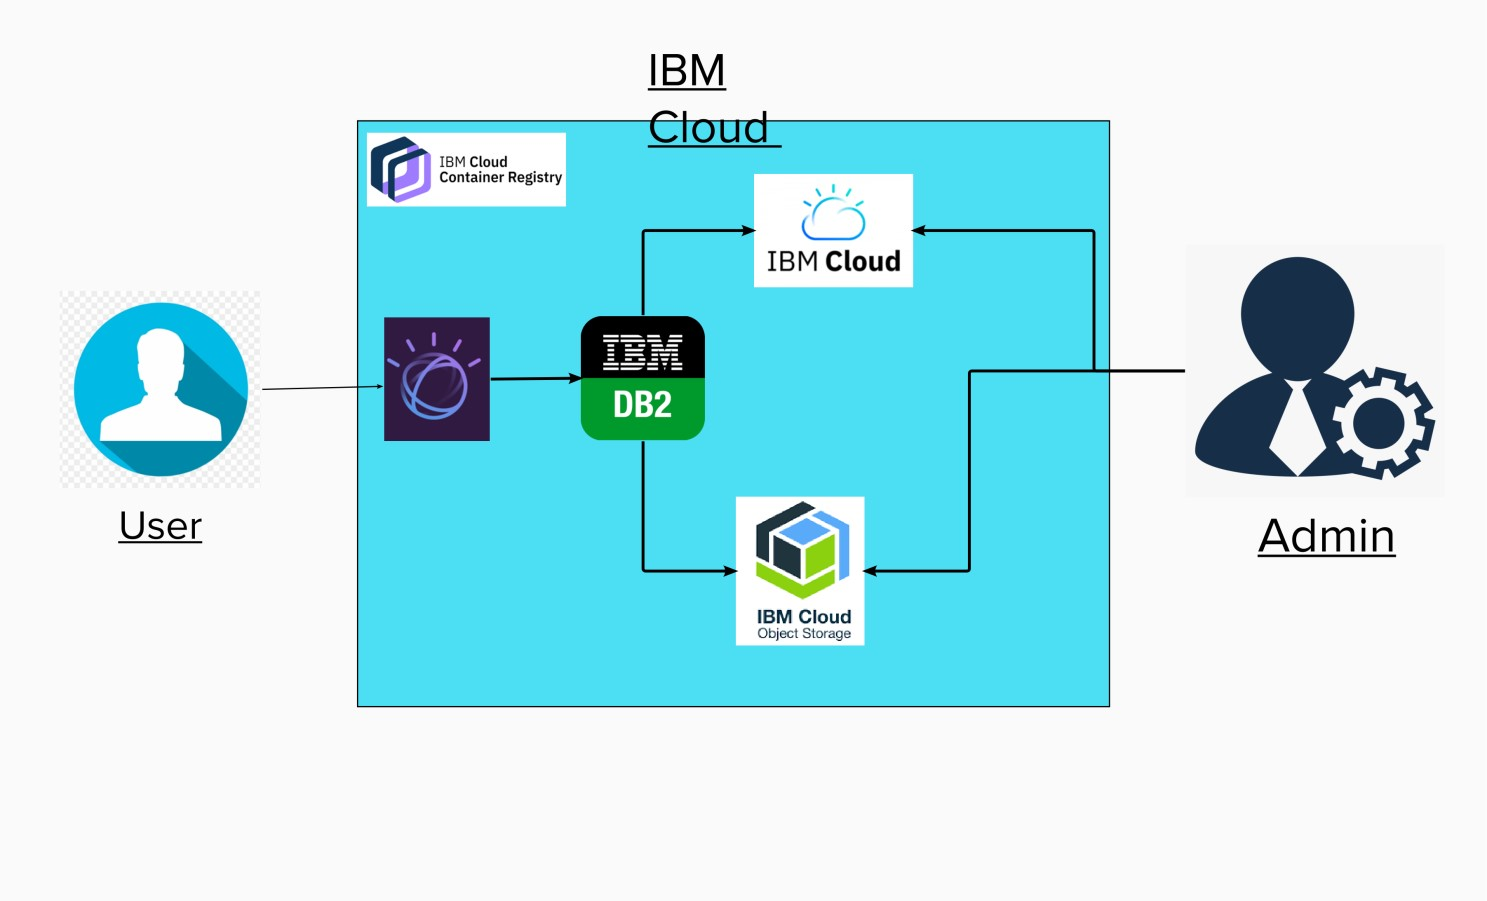 IBM
Cloud
IBM Cloud
Container Registry
IBM Cloud
IBM
DB2
User
Admin
IBM Cloud
Object Storage